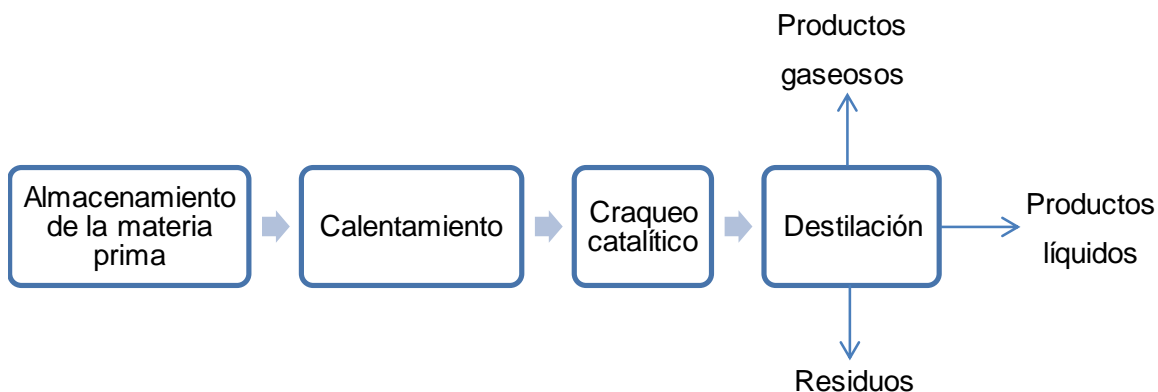 Productos
gaseosos
Almacenamiento
de la materia
prima
Calentamiento
Craqueo
catalítico
Destilación
Productos
líquidos
Residuos